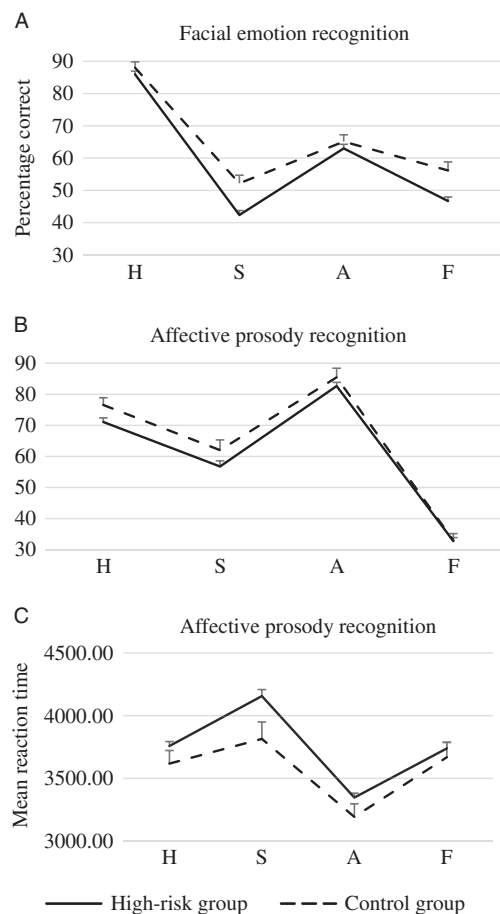 A
Facial emotion recognition
Percentage correct
90
80
70
60
50
40
30
H S A F
B
Affective prosody recognition
90
80
70
60
50
40
30
H S A F
C
Affective prosody recognition
Mean reaction time
4500.00
4000.00
3500.00
3000.00
H S A F
High-risk group Control group